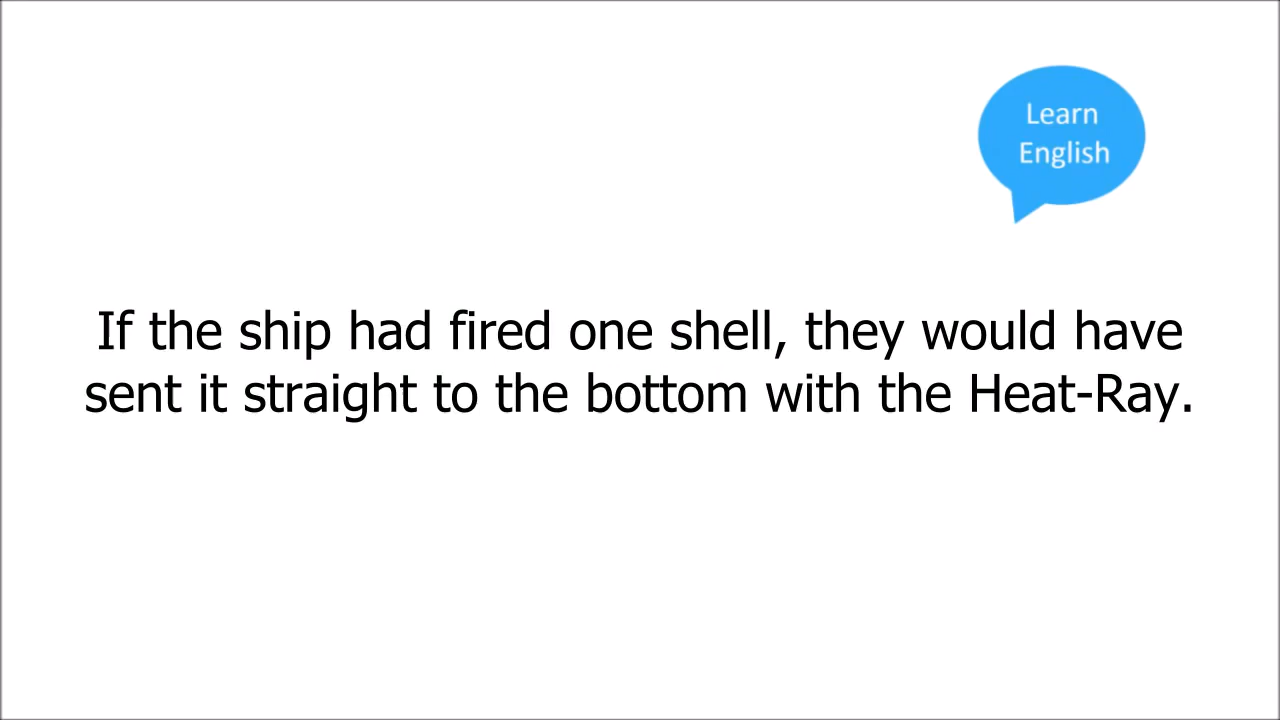 Learn
English
If the ship had fired one shell, they would have
sent it straight to the bottom with the Heat-Ray.